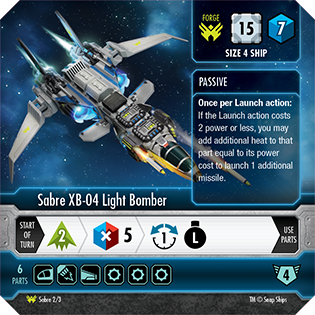 FORGE
15
7
SIZE 4 SHIP
PASSIVE
Once per Launch action:
If the Launch action costs
2 power or less, you may
add additional heat to that
part equal to its power
cost to launch 1 additional
missile.
Sabre XB-04 Light Bomber
START
OF
TURN
2
5
1
L
USE
PARTS
6
PARTS
4
Sabre 2/3
TM © Snap Ships